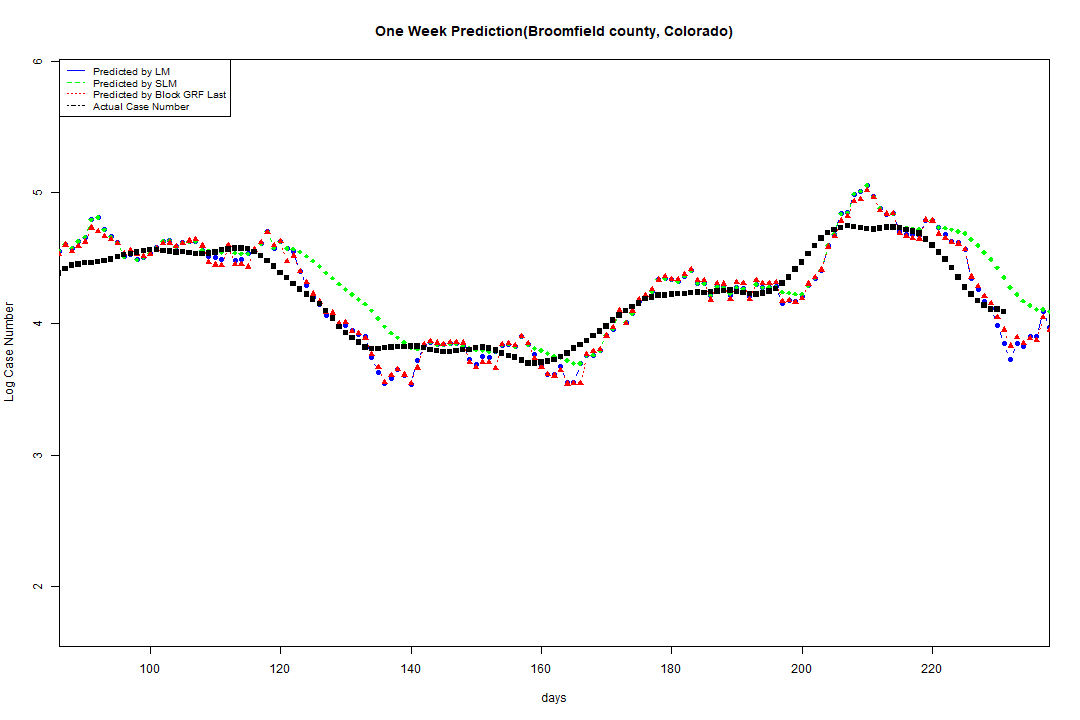 One Week Prediction(Broomfield county, Colorado)
6
Predicted by LM
Predicted by SLM
Predicted by Block GRF Last
Actual Case Number
5
4
3
2
Log Case Number
100 120 140 160 180 200 220
days